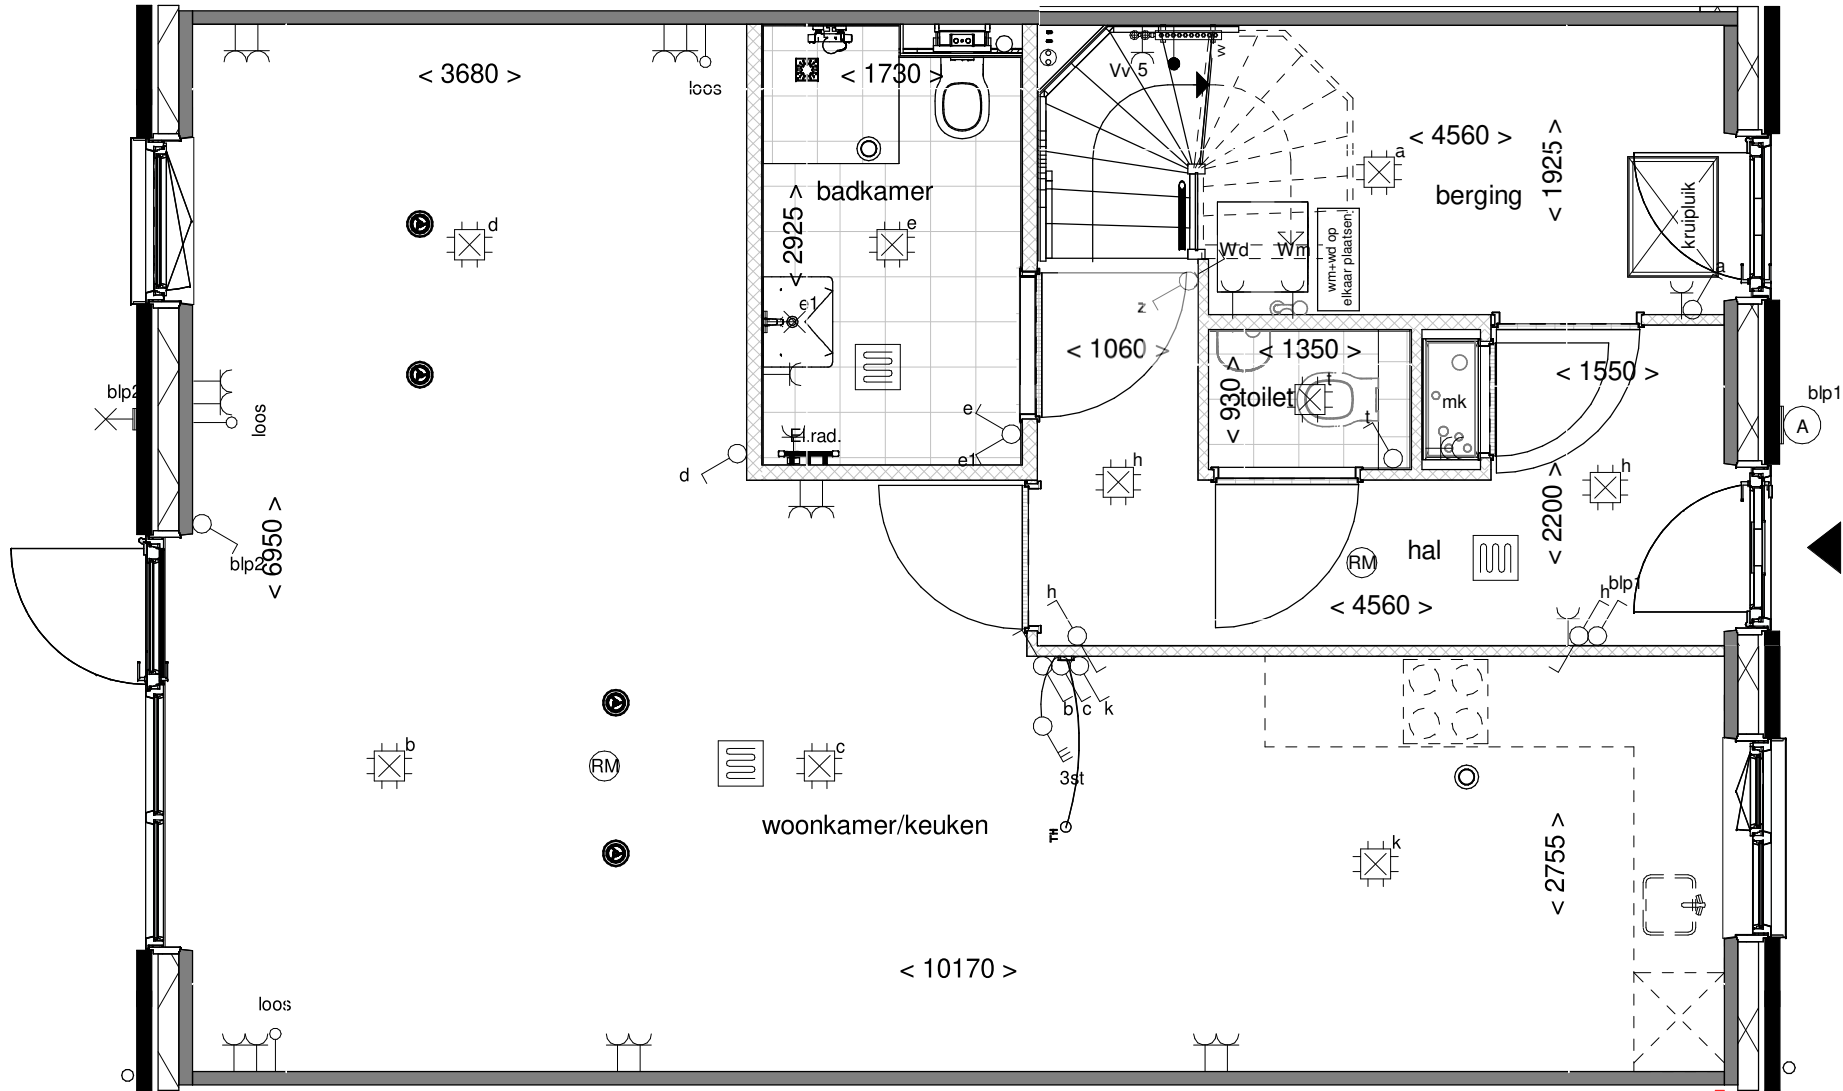 loos
< 3680 >
loos
< 1730 >
Vv 5
w
< 4560 >
< 1925 >
a
berging
kruipluik
a
badkamer
< 2925 >
d
e
e1
Wd
Wm
wm+wd op
elkaar plaatsen!
z
< 1060 >
< 1350 >
< 930 >
toilet
t
t
mk
< 1550 >
blp1
A
blp2
loos
El.rad.
e
e1
d
h
h
< 2200 >
hal
RM
< 4560 >
h
h
blp1
< 6950 >
blp2
b
c
k
3st
b
RM
c
woonkamer/keuken
k
< 2755 >
< 10170 >
loos